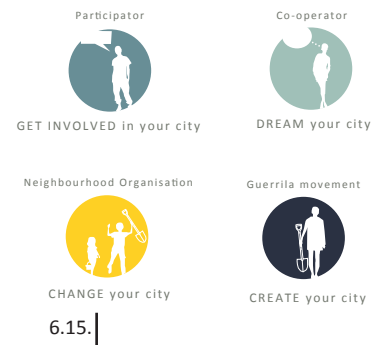 Participator
Co-operator
GET INVOLVED in your city
DREAM your city
Neighbourhood Organisation
Guerrila movement
CHANGE your city
CREATE your city
6.15.